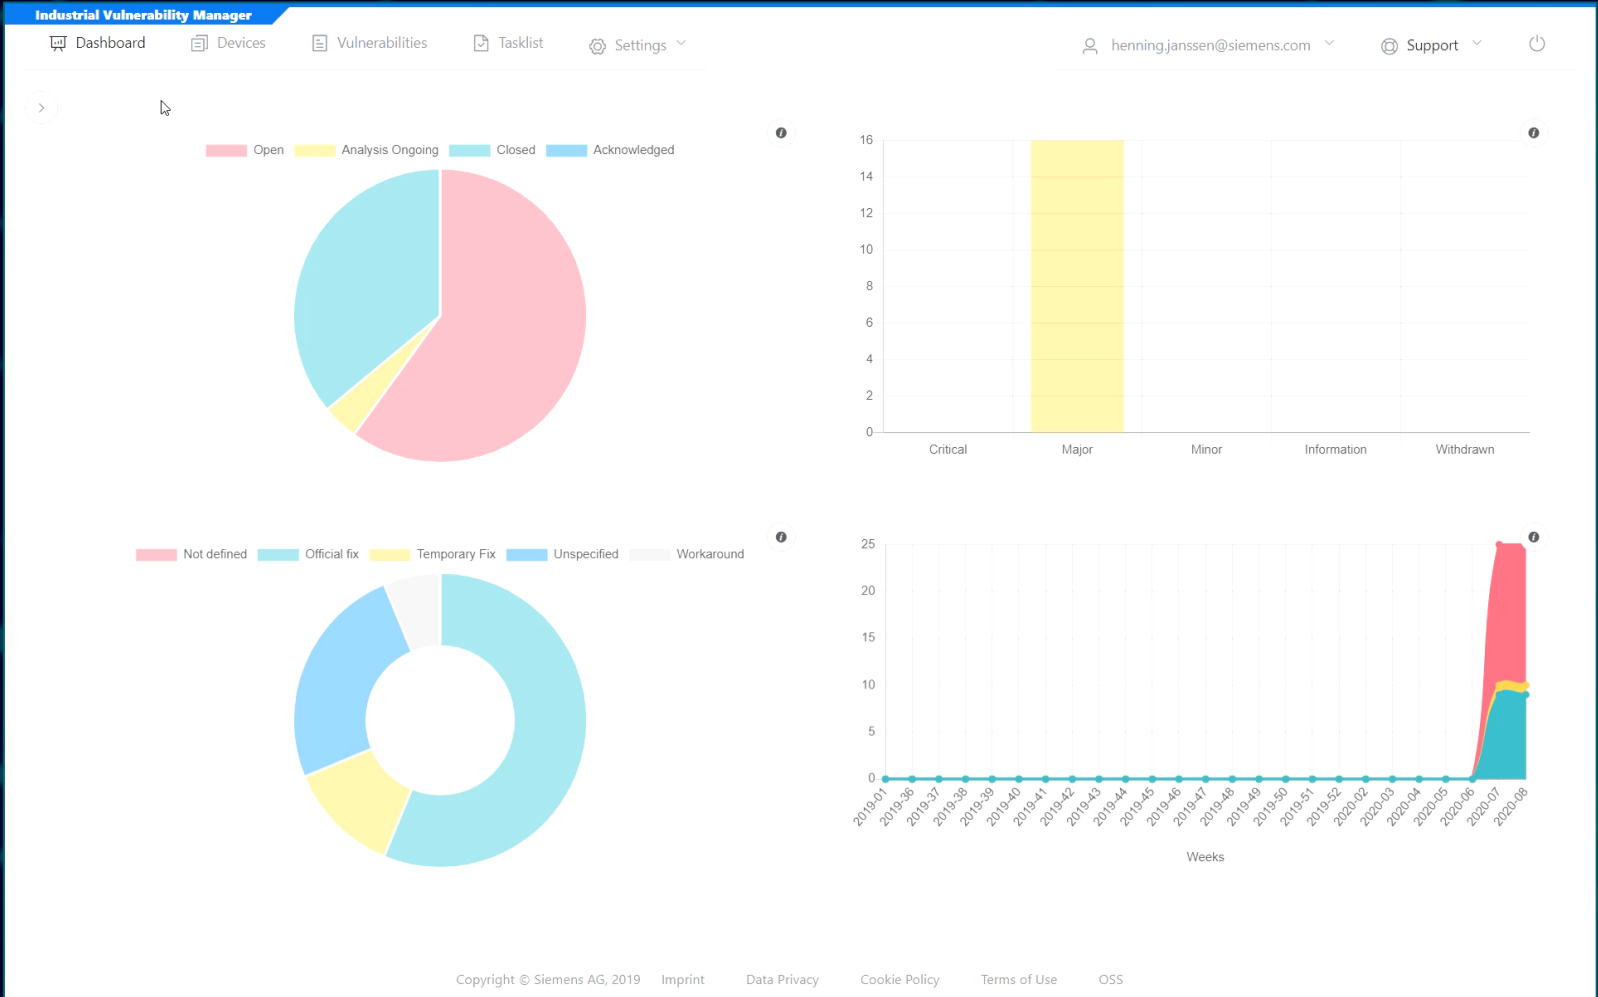 Industrial Vulnerability Manager
Dashboard Devices Vulnerabilities Tasklist Settings henning.janssen@siemens.com Support
Open Analysis Ongoing Closed Acknowledged
16
14
12
10
8
6
4
2
0
Critical Major Minor Information Withdrawn
Not defined Official fix Temporary Fix Unspecified Workaround
25
20
15
10
5
0
2019-01 2019-36 2019-37 2019-38 2019-39 2019-40 2019-41 2019-42 2019-43 2019-44 2019-45 2019-46 2019-47 2019-48 2019-49 2019-50 2019-51 2019-52 2020-02 2020-03 2020-04 2020-05 2020-06 2020-07 2020-08
Weeks
Copyright © Siemens AG, 2019 Imprint Data Privacy Cookie Policy Terms of Use OSS